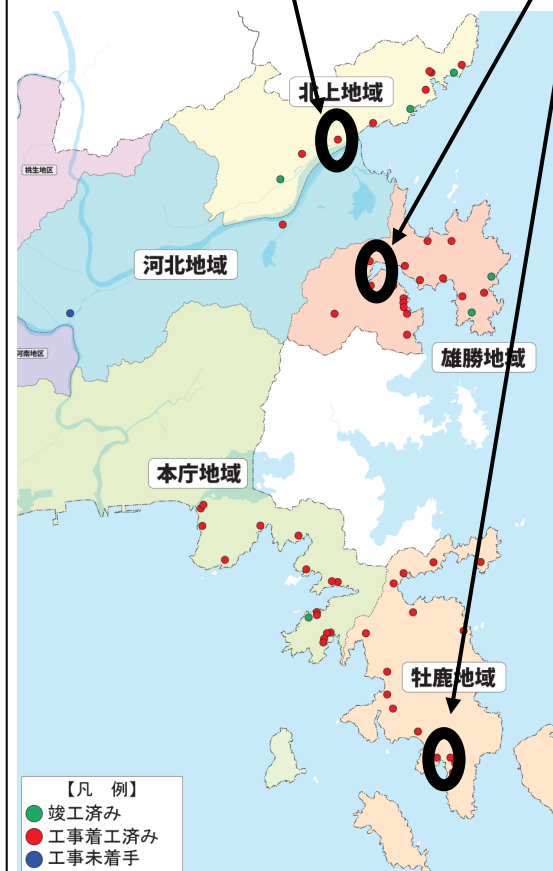 北上地域
桃生地区
河北地域
河南地区
雄勝地域
本庁地域
牡鹿地域
【凡 例】
竣工済み
工事着工済み
工事未着手